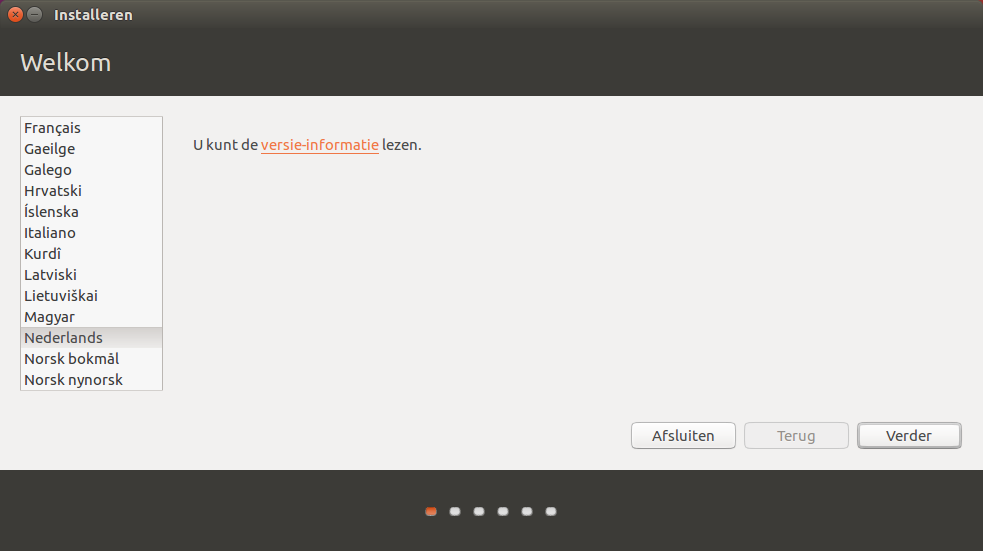 Installeren
Welkom
Français
Gaeilge
Galego
Hrvatski
Íslenska
Italiano
Kurdî
Latviski
Lietuviškai
Magyar
Nederlands
Norsk bokmål
Norsk nynorsk
U kunt de versie-informatie lezen.
Afsluiten
Terug
Verder